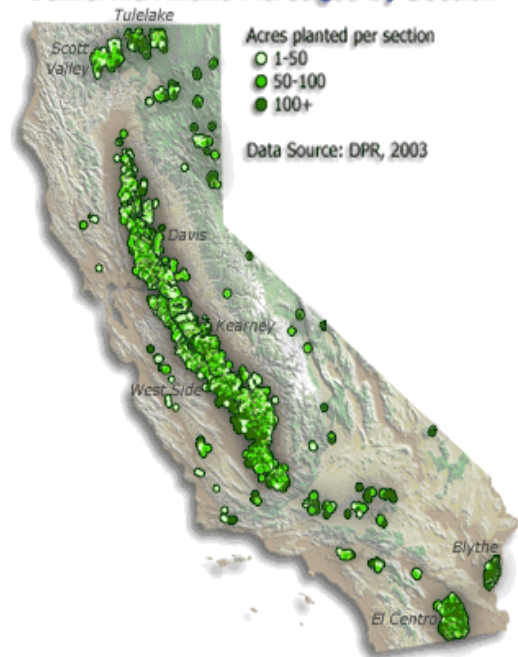 Tulelake
Scott
Valley
Acres planted per section
1-50
50-100
100+
Data Source: DPR, 2003
Davis
Kearney
West Side
Blythe
El Centro